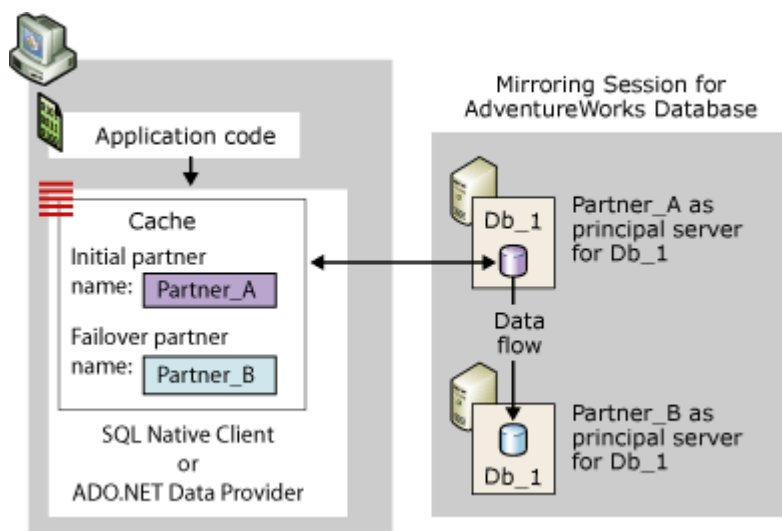 Application code
Cache
Initial partner
name: Partner_A
Failover partner
name: Partner_B
SQL Native Client
or
ADO.NET Data Provider
Mirroring Session for
AdventureWorks Database
Db_1
Partner_A as
principal server
for Db_1
Data
flow
Db_1
Partner_B as
principal server
for Db_1